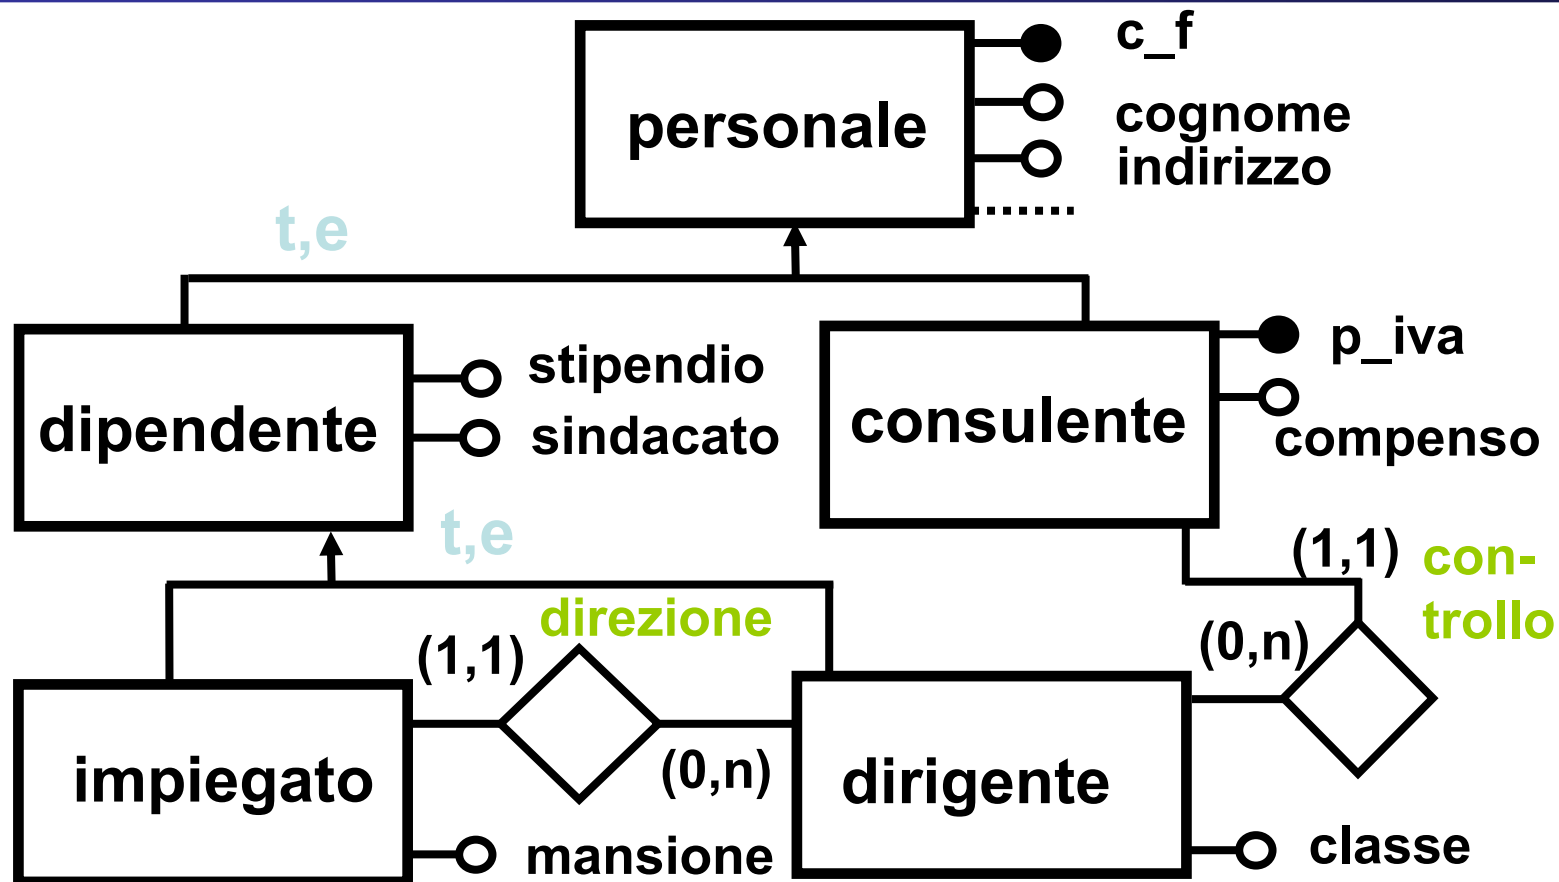 c_f
personale
cognome
indirizzo
t,e
dipendente
stipendio
sindacato
consulente
p_iva
compenso
t,e
(1,1)
con-
trollo
direzione
(1,1)
(0,n)
impiegato
(0,n)
dirigente
mansione
classe